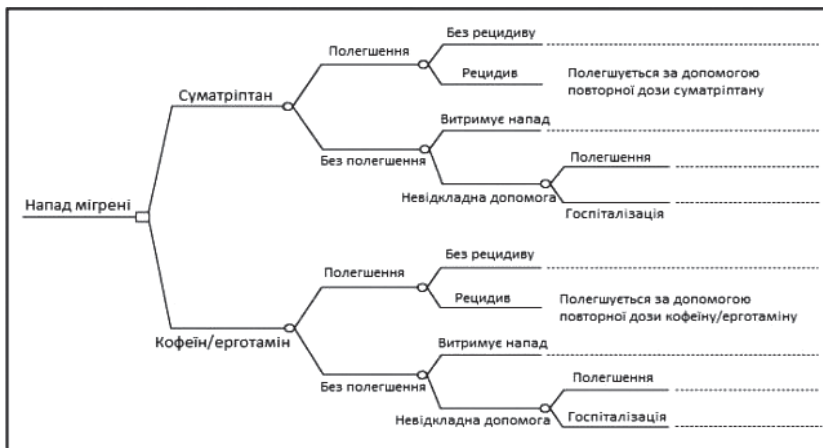 Без рецидиву
Полегшення
Рецидив
Полегшується за допомогою
повторної дози суматріптану
Суматріптан
Витримує напад
Без полегшення
Полегшення
Невідкладна допомога
Госпіталізація
Напад мігрені
Без рецидиву
Полегшення
Рецидив
Полегшується за допомогою
повторної дози кофеїну/ерготаміну
Кофеїн/ерготамін
Витримує напад
Без полегшення
Полегшення
Невідкладна допомога
Госпіталізація